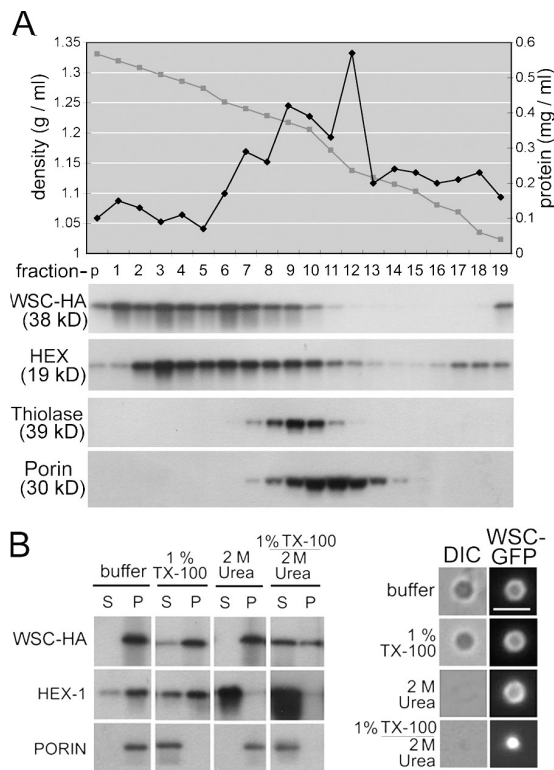 A
1.35
1.3
1.25
1.2
1.15
1.1
1.05
1
density (g / ml)
0.6
0.5
0.4
0.3
0.2
0.1
0
protein (mg / ml)
fraction- p 1 2 3 4 5 6 7 8 9 10 11 12 13 14 15 16 17 18 19
WSC-HA
(38 kD)
HEX
(19 kD)
Thiolase
(39 kD)
Porin
(30 kD)
B
buffer
1 %
TX-100
2 M
Urea
1% TX-100
2 M
Urea
S P S P S P S P
WSC-HA
HEX-1
PORIN
DIC
WSC-
GFP
buffer
1 %
TX-100
2 M
Urea
1% TX-100
2 M
Urea